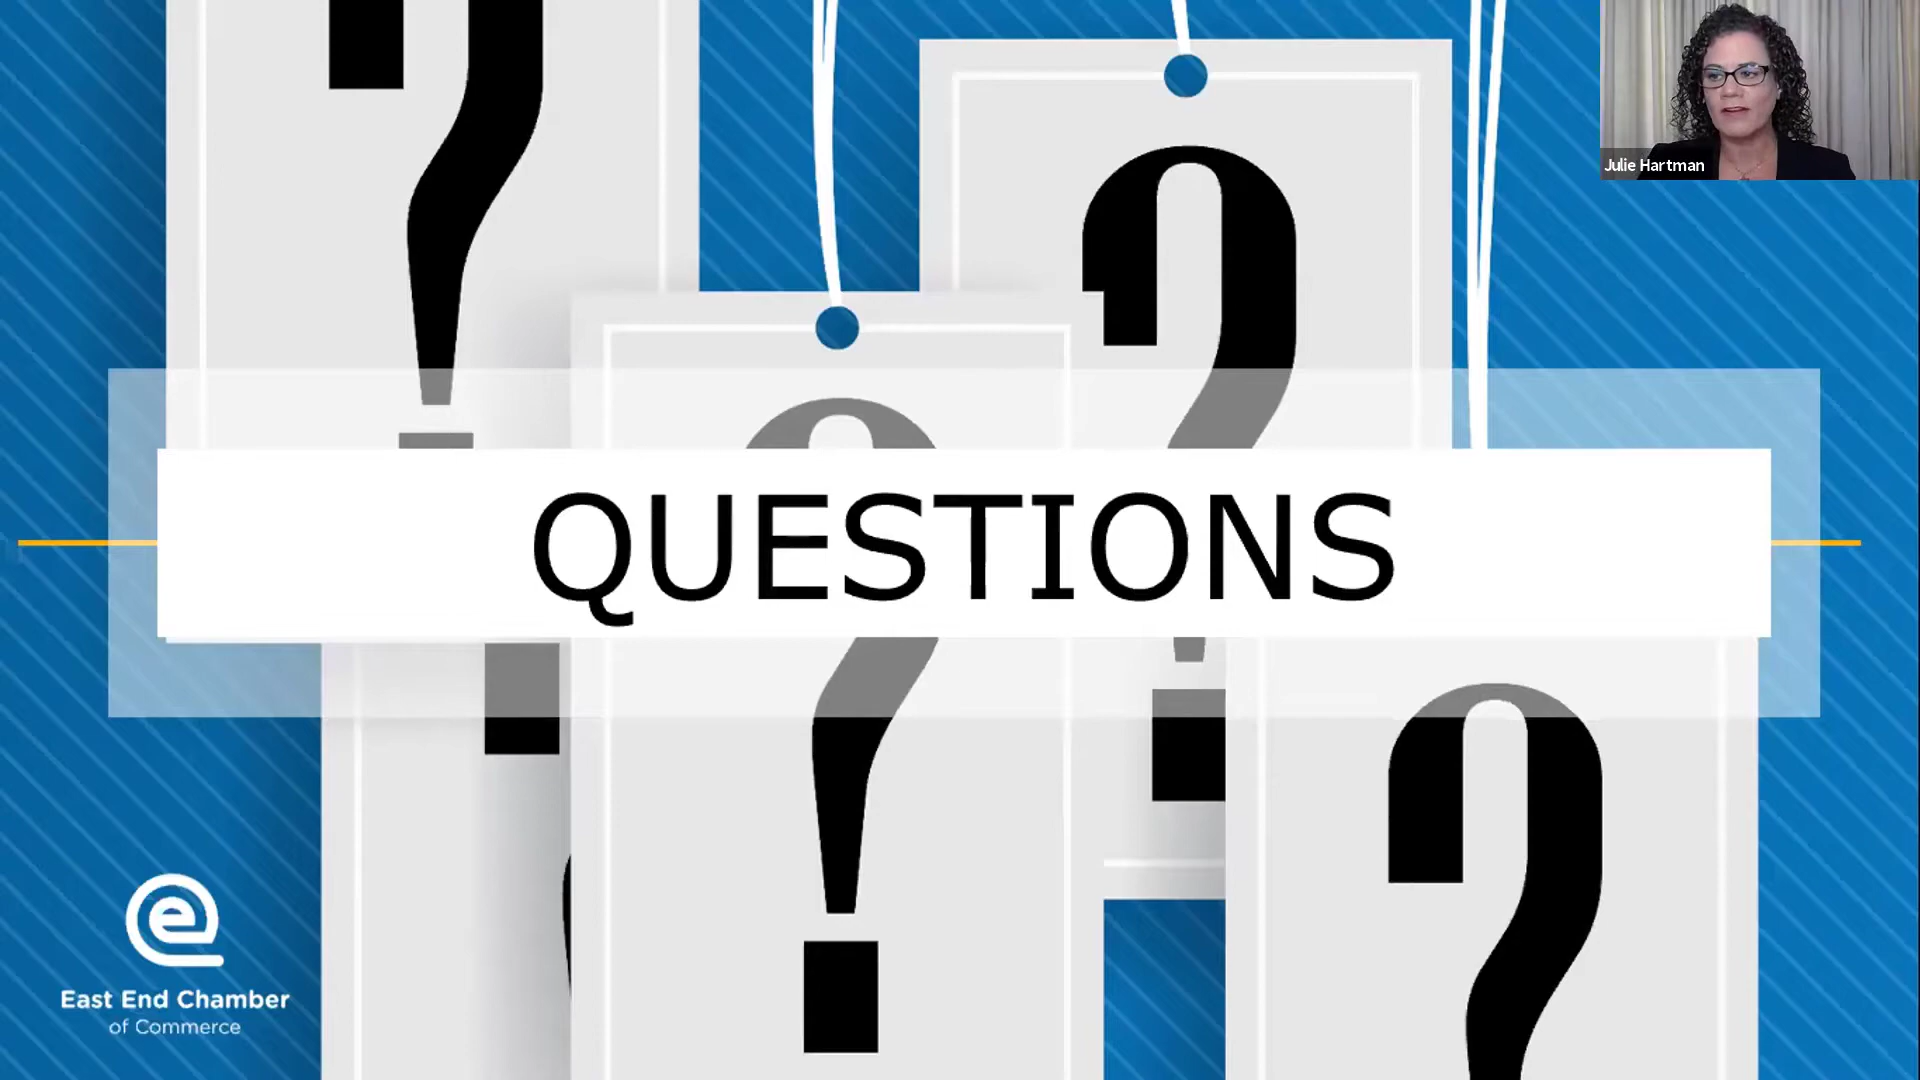 Julie Hartman
QUESTIONS
e
East End Chamber
of Commerce